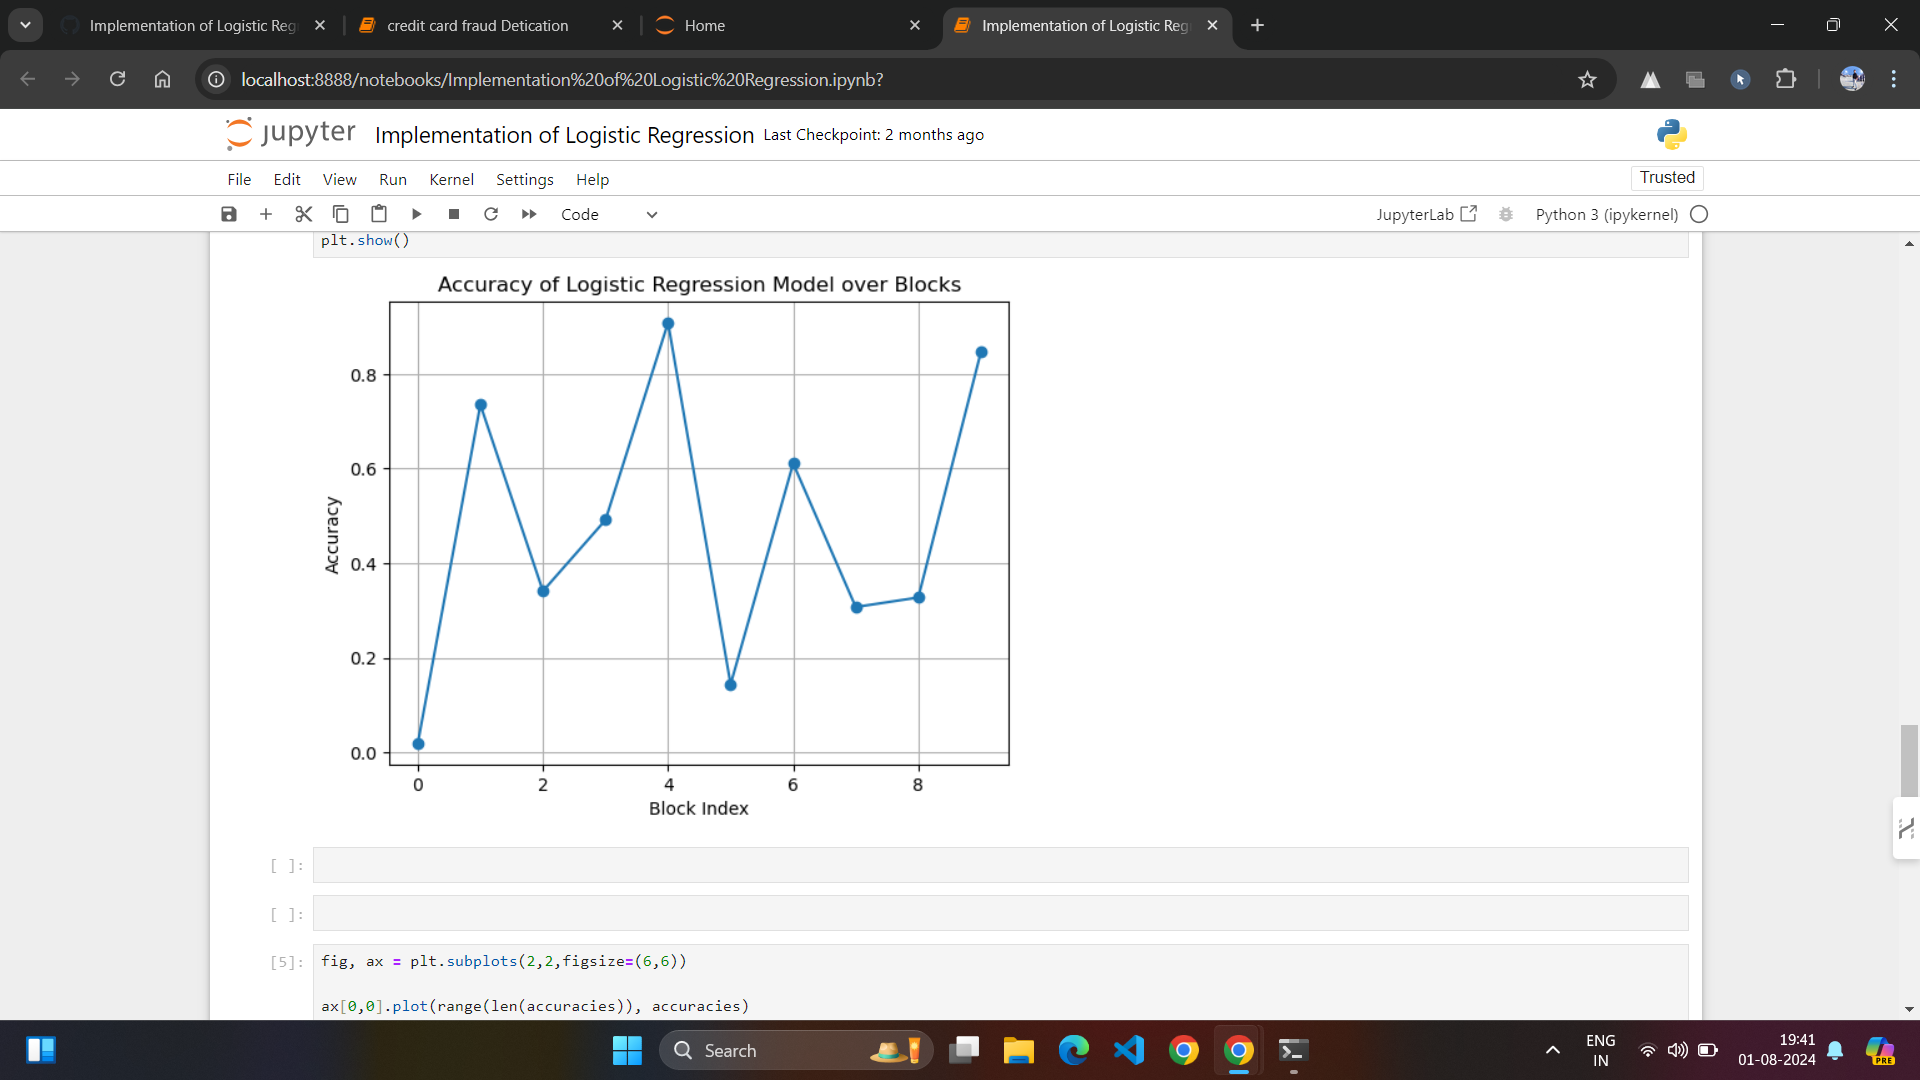 Implementation of Logistic Reg
credit card fraud Detication
Home
Implementation of Logistic Reg
localhost:8888/notebooks/Implementation%20of%20Logistic%20Regression.ipynb?
jupyter Implementation of Logistic Regression Last Checkpoint: 2 months ago
File Edit View Run Kernel Settings Help
Trusted
Code
JupyterLab
Python 3 (ipykernel)
plt.show()
Accuracy of Logistic Regression Model over Blocks
0.8
0.6
0.4
0.2
0.0
Accuracy
0 2 4 6 8
Block Index
[ ]:
[ ]:
[5]:
fig, ax = plt.subplots(2,2,figsize=(6,6))
ax[0,0].plot(range(len(accuracies)), accuracies)
Search
ENG
IN
19:41
01-08-2024
PRE